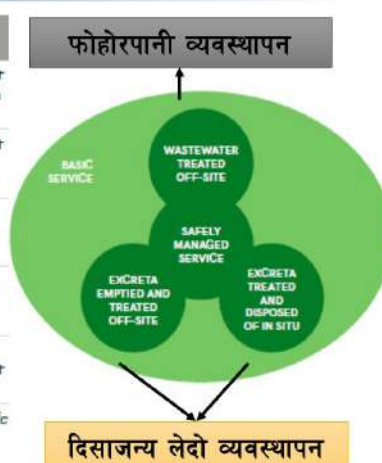 फोहोरपानी व्यवस्थापन
BASIC
SERVICE
WASTEWATER
TREATED
OFF-SITE
SAFELY
MANAGED
SERVICE
EXCRETA
EMPTIED AND
TREATED
OFF-SITE
EXCRETA
TREATED
AND
DISPOSED
OF IN SITU
दिसाजन्य लेदो व्यवस्थापन